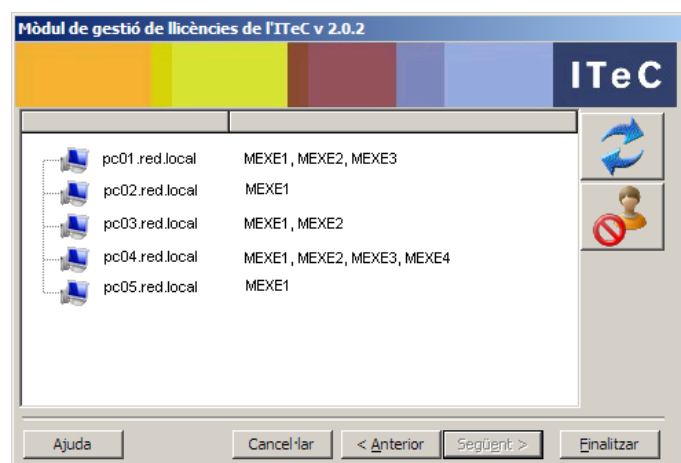 Mòdul de gestió de llicències de l'ITeC v 2.0.2
ITeC
pc01.red.local MEXE1, MEXE2, MEXE3
pc02.red.local MEXE1
pc03.red.local MEXE1, MEXE2
pc04.red.local MEXE1, MEXE2, MEXE3, MEXE4
pc05.red.local MEXE1
Ajuda Cancel·lar < Anterior Següent > Finalitzar